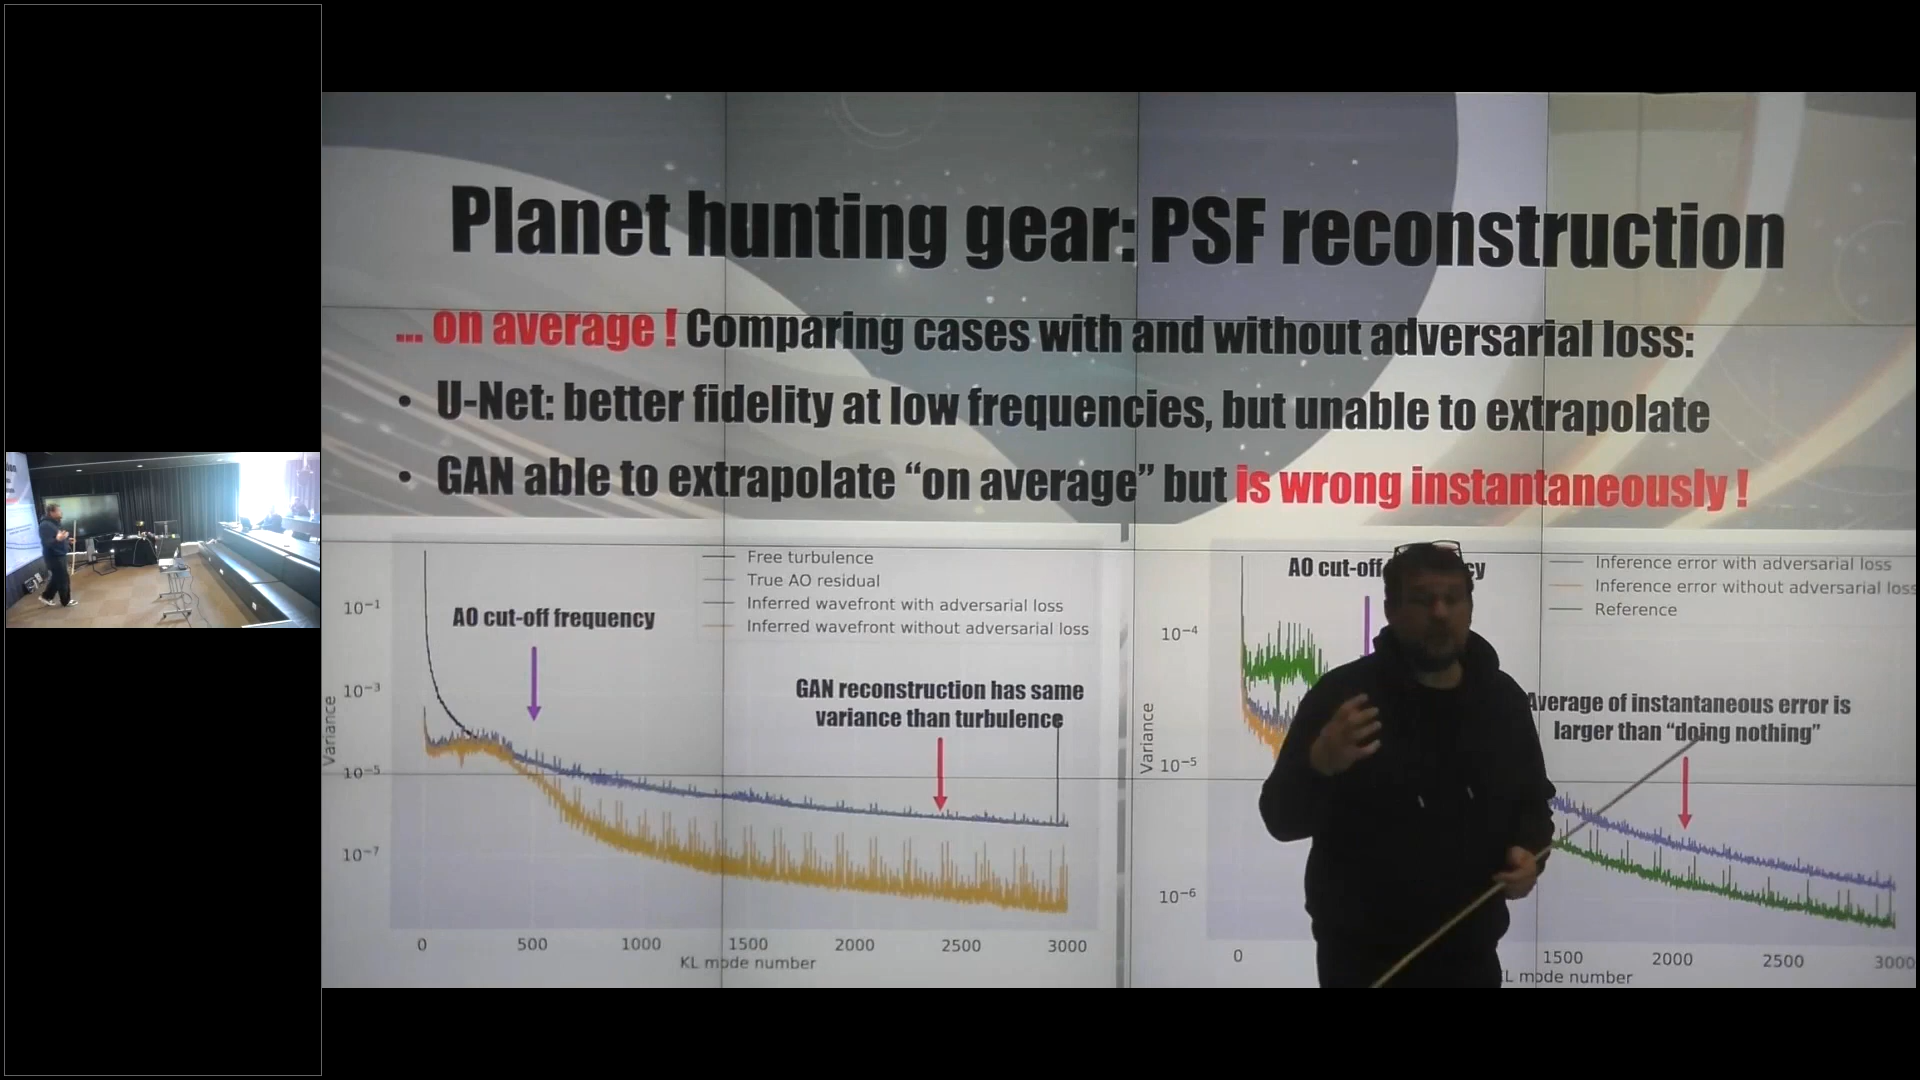 Planet hunting gear: PSF reconstruction
... on average ! Comparing cases with and without adversarial loss:
• U-Net: better fidelity at low frequencies, but unable to extrapolate
• GAN able to extrapolate “on average” but is wrong instantaneously !
Free turbulence
True AO residual
Inferred wavefront with adversarial loss
Inferred wavefront without adversarial loss
AO cut-off frequency
GAN reconstruction has same
variance than turbulence
Variance
10⁻¹
10⁻³
10⁻⁵
10⁻⁷
0 500 1000 1500 2000 2500 3000
KL mode number
AO cut-off cy
Inference error with adversarial loss
Inference error without adversarial loss
Reference
Average of instantaneous error is
larger than “doing nothing”
Variance
10⁻⁴
10⁻⁵
10⁻⁶
0 1500 2000 2500 3000
L mode number